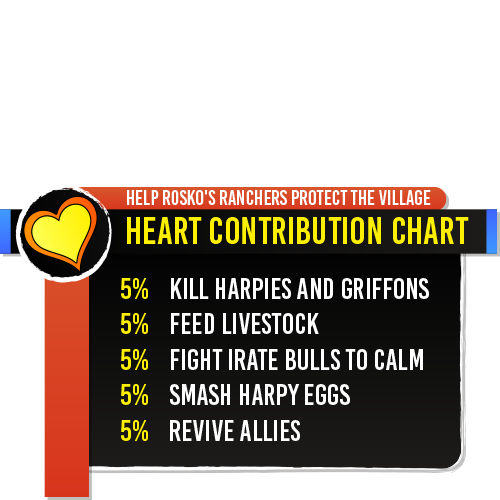 HELP ROSKO'S RANCHERS PROTECT THE VILLAGE
HEART CONTRIBUTION CHART
5% KILL HARPIES AND GRIFFONS
5% FEED LIVESTOCK
5% FIGHT IRATE BULLS TO CALM
5% SMASH HARPY EGGS
5% REVIVE ALLIES